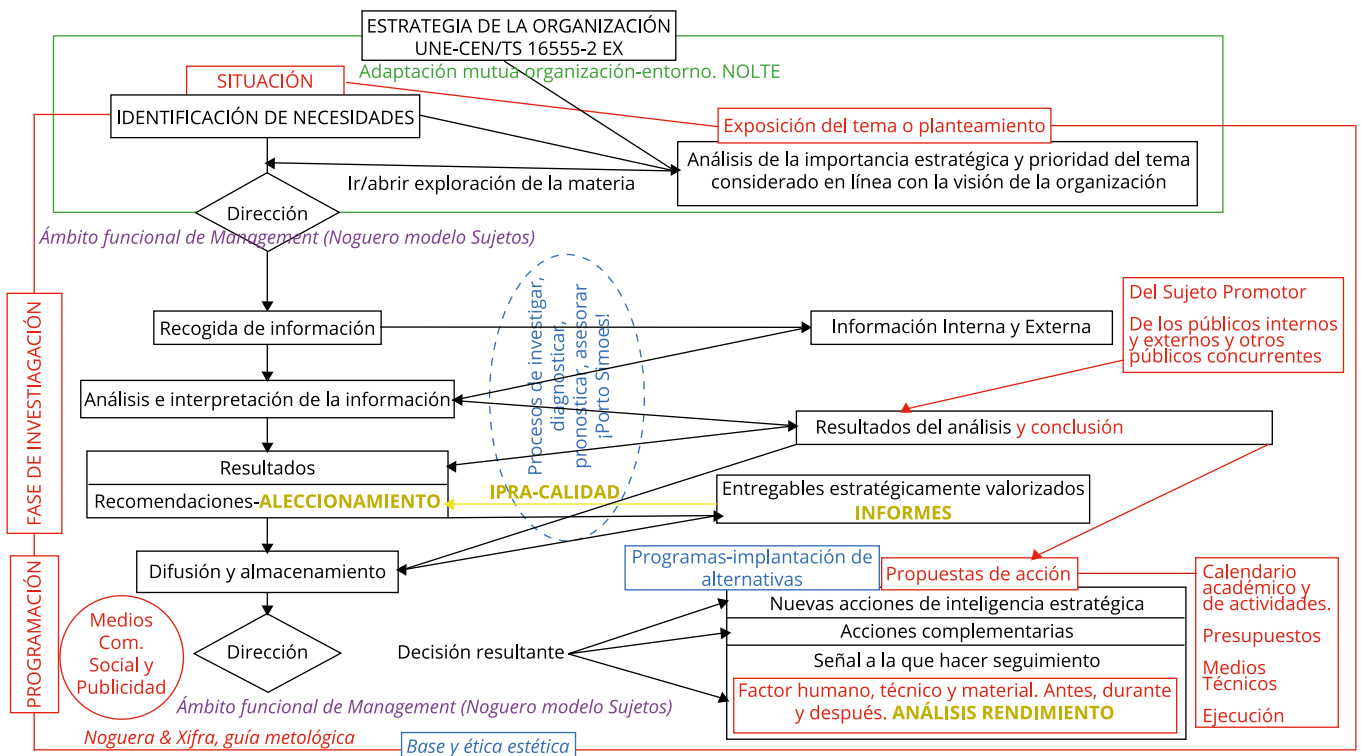 ESTRATEGIA DE LA ORGANIZACIÓN
UNE-CEN/TS 16555-2 EX
Adaptación mutua organización-entorno. NOLTE
SITUACIÓN
IDENTIFICACIÓN DE NECESIDADES
Exposición del tema o planteamiento
Análisis de la importancia estratégica y prioridad del tema
considerado en línea con la visión de la organización
Ir/abrir exploración de la materia
Dirección
Ámbito funcional de Management (Noguero modelo Sujetos)
FASE DE INVESTIAGACIÓN
Recogida de información
Procesos de investigar,
diagnosticar,
pronosticar, asesorar
¡Porto Simoes!
Información Interna y Externa
Del Sujeto Promotor
De los públicos internos
y externos y otros
públicos concurrentes
Análisis e interpretación de la información
Resultados del análisis y conclusión
Resultados
Recomendaciones-ALECCIONAMIENTO
IPRA-CALIDAD
Entregables estratégicamente valorizados
INFORMES
PROGRAMACIÓN
Difusión y almacenamiento
Programas-implantación de
alternativas
Propuestas de acción
Calendario
académico y
de actividades.
Presupuestos
Medios
Técnicos
Ejecución
Medios
Com.
Social y
Publicidad
Dirección
Decisión resultante
Nuevas acciones de inteligencia estratégica
Acciones complementarias
Señal a la que hacer seguimiento
Factor humano, técnico y material. Antes, durante
y después. ANÁLISIS RENDIMIENTO
Ámbito funcional de Management (Noguero modelo Sujetos)
Noguera & Xifra, guía metológica
Base y ética estética